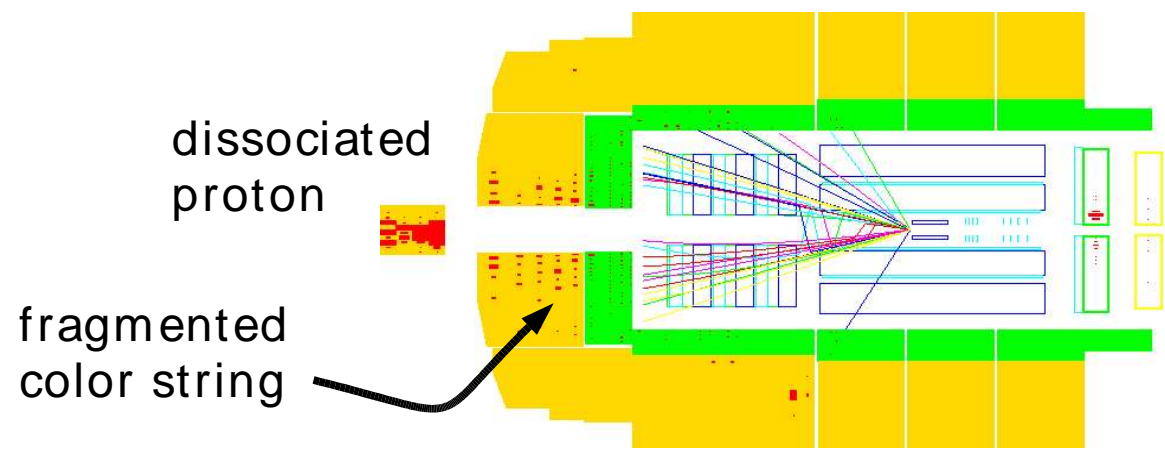 dissociated
proton
fragmented
color string